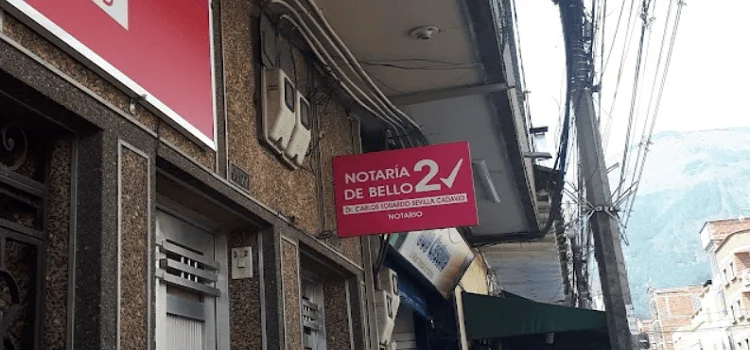 NOTARÍA
DE BELLO 2
Dr. CARLOS EDUARDO SEVILLA CADAVID
NOTARIO